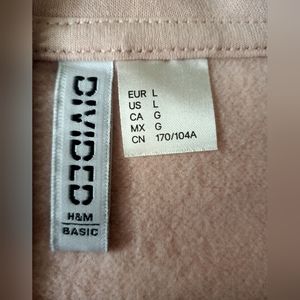 DIVIDED
H&M
BASIC
EUR L
US L
CA G
MX G
CN 170/104A